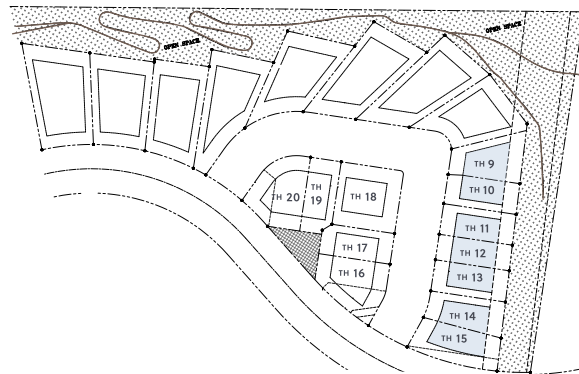 OPEN SPACE
OPEN SPACE
TH 9
TH 10
TH 20
TH
19
TH 18
TH 11
TH 17
TH 12
TH 16
TH 13
TH 14
TH 15